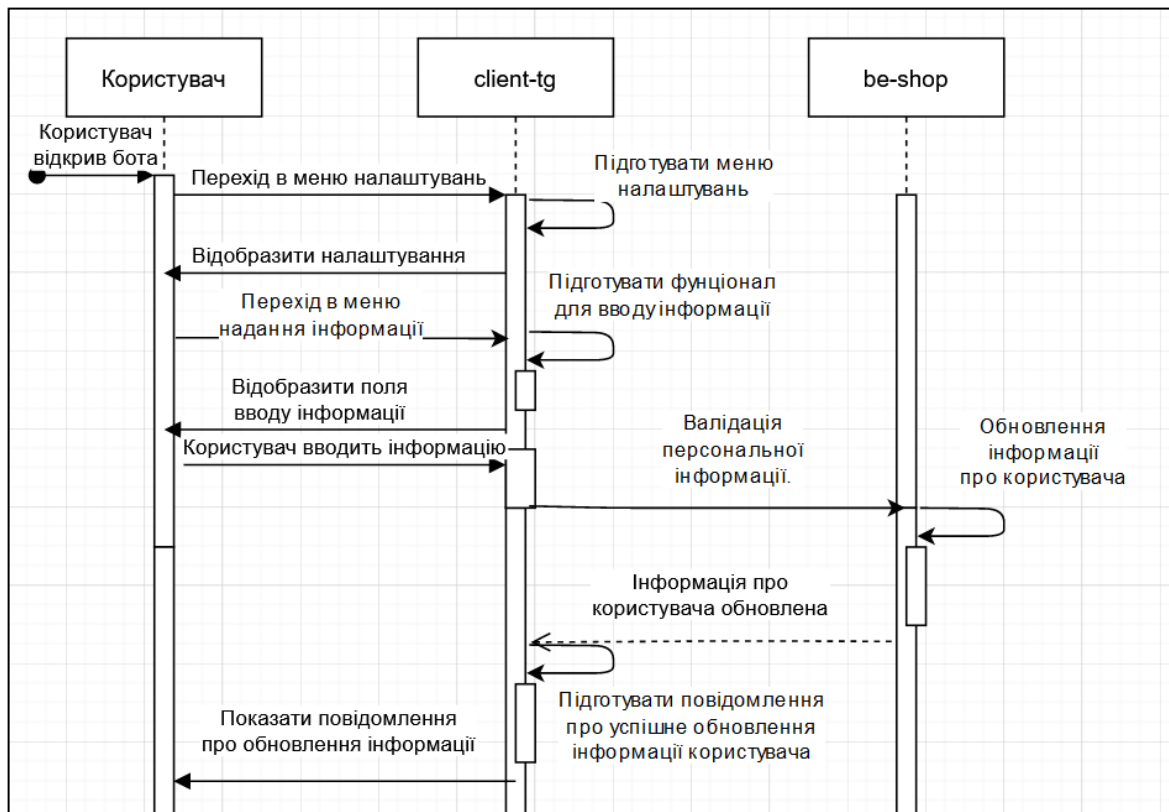 Користувач
client-tg
be-shop
Користувач
відкрив бота
Перехід в меню налаштувань
Підготувати меню
налаштувань
Відобразити налаштування
Підготувати фунціонал
для вводу інформації
Перехід в меню
надання інформації
Відобразити поля
вводу інформації
Користувач вводить інформацію
Валідація
персональної
інформації.
Обновлення
інформації
про користувача
Інформація про
користувача обновлена
Підготувати повідомлення
про успішне обновлення
інформації користувача
Показати повідомлення
про обновлення інформації